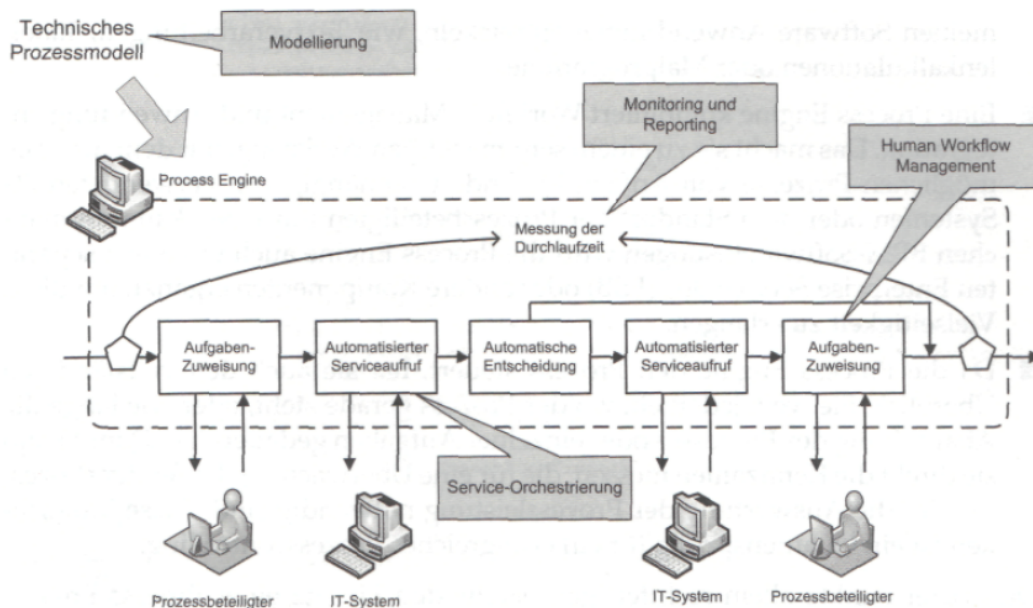 Technisches
Prozessmodell
Modellierung
Monitoring und
Reporting
Human Workflow
Management
Process Engine
Messung der
Durchlaufzeit
Aufgaben-
Zuweisung
Automatisierter
Serviceaufruf
Automatische
Entscheidung
Automatisierter
Serviceaufruf
Aufgaben-
Zuweisung
Service-Orchestrierung
Prozessbeteiligter
IT-System
IT-System
Prozessbeteiligter